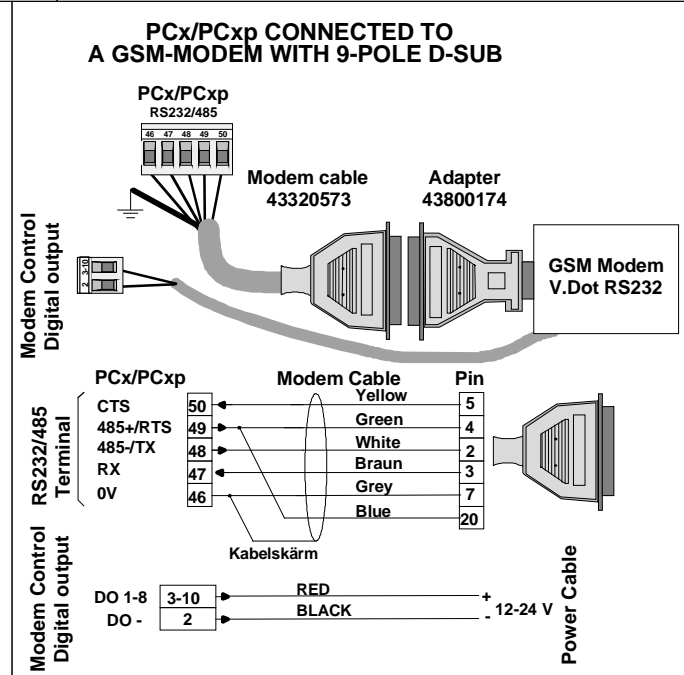 PCx/PCxp CONNECTED TO
A GSM-MODEM WITH 9-POLE D-SUB
PCx/PCxp
RS232/485
46 47 48 49 50
Modem cable
43320573
Adapter
43800174
GSM Modem
V.Dot RS232
Modem Control
Digital output
2 3-10
PCx/PCxp
Modem Cable
Pin
RS232/485
Terminal
CTS 50 Yellow 5
485+/RTS 49 Green 4
485-/TX 48 White 2
RX 47 Braun 3
0V 46 Grey 7
Blue 20
Kabelskärm
Modem Control
Digital output
DO 1-8 3-10 RED +
DO - 2 BLACK -
12-24 V
Power Cable